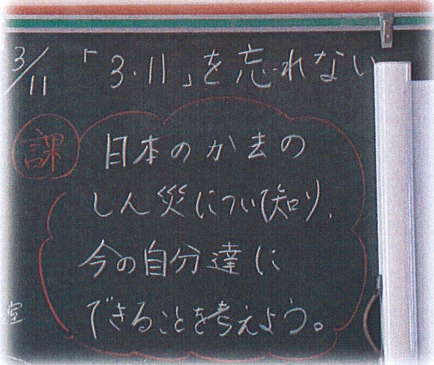 3/11 「3.11」を忘れない
課
日本のか去の
しん災について知り、
今の自分達に
できることを考えよう。